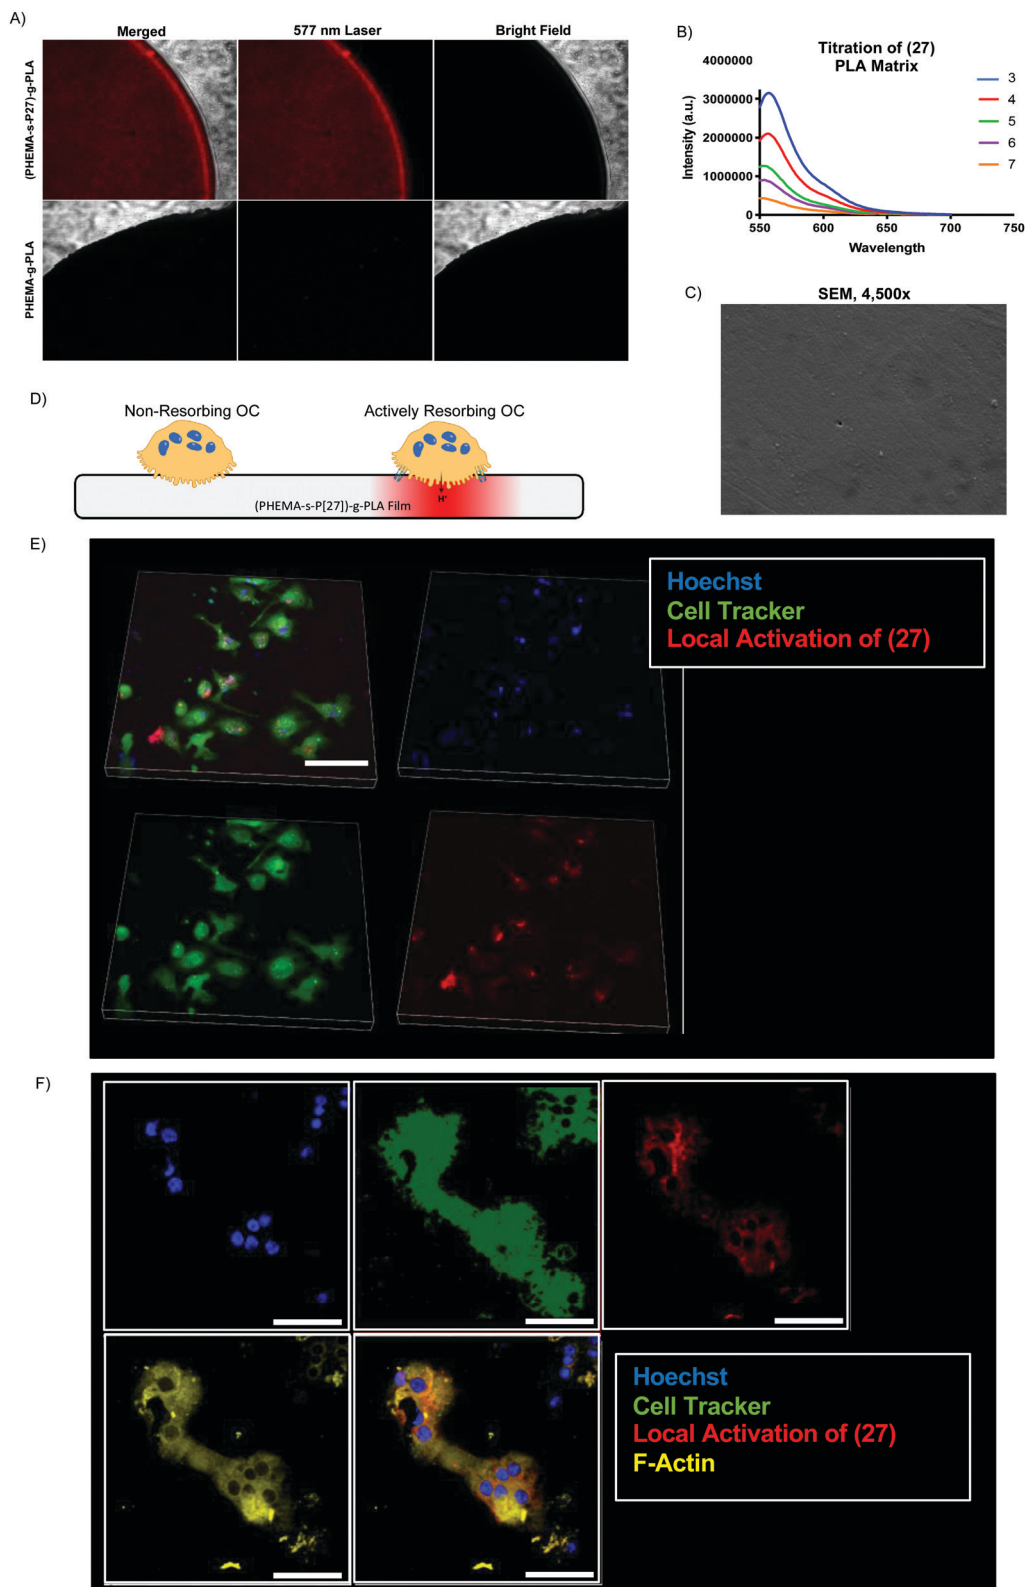 A)
Merged
577 nm Laser
Bright Field
(PHEMA-s-P27)-g-PLA
PHEMA-g-PLA
B)
Titration of (27)
PLA Matrix
4000000
3000000
2000000
1000000
0
Intensity (a.u.)
550
600
650
700
750
Wavelength
3
4
5
6
7
C)
SEM, 4,500x
D)
Non-Resorbing OC
Actively Resorbing OC
H⁺
(PHEMA-s-P[27])-g-PLA Film
E)
Hoechst
Cell Tracker
Local Activation of (27)
F)
Hoechst
Cell Tracker
Local Activation of (27)
F-Actin